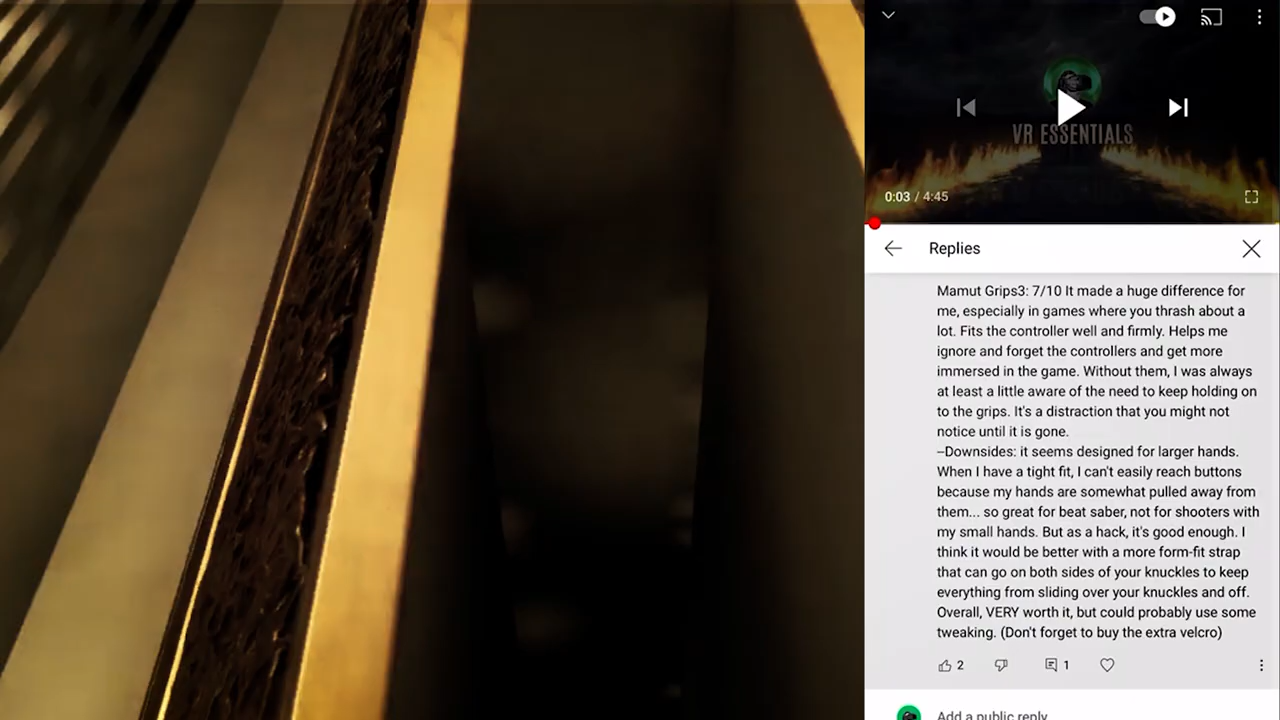 VR ESSENTIALS
0:03 / 4:45
Replies
Mamut Grips3: 7/10 It made a huge difference for
me, especially in games where you thrash about a
lot. Fits the controller well and firmly. Helps me
ignore and forget the controllers and get more
immersed in the game. Without them, I was always
at least a little aware of the need to keep holding on
to the grips. It's a distraction that you might not
notice until it is gone.
–Downsides: it seems designed for larger hands.
When I have a tight fit, I can't easily reach buttons
because my hands are somewhat pulled away from
them... so great for beat saber, not for shooters with
my small hands. But as a hack, it's good enough. I
think it would be better with a more form-fit strap
that can go on both sides of your knuckles to keep
everything from sliding over your knuckles and off.
Overall, VERY worth it, but could probably use some
tweaking. (Don't forget to buy the extra velcro)
2 1
Add a public reply